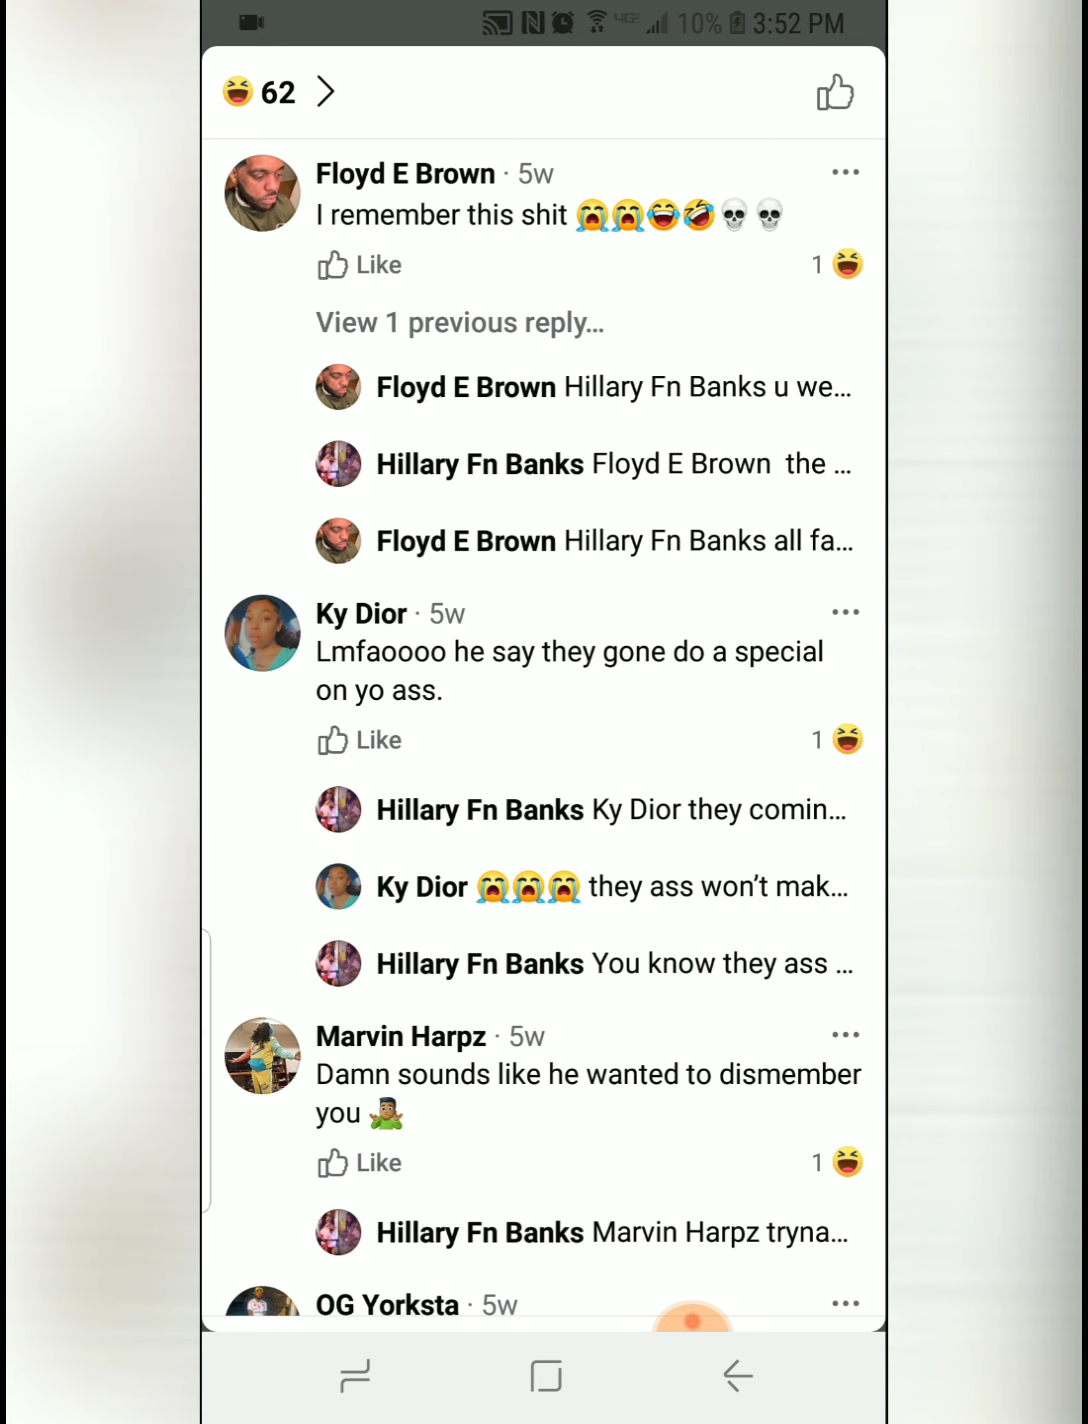 10% 3:52 PM
62
Floyd E Brown · 5w
I remember this shit 😭😭😂🤣💀💀
Like 1
View 1 previous reply...
Floyd E Brown Hillary Fn Banks u we...
Hillary Fn Banks Floyd E Brown the ...
Floyd E Brown Hillary Fn Banks all fa...
Ky Dior · 5w
Lmfaoooo he say they gone do a special
on yo ass.
Like 1
Hillary Fn Banks Ky Dior they comin...
Ky Dior 😭😭😭 they ass won’t mak...
Hillary Fn Banks You know they ass ...
Marvin Harpz · 5w
Damn sounds like he wanted to dismember
you 🤷🏽‍♂️
Like 1
Hillary Fn Banks Marvin Harpz tryna...
OG Yorksta · 5w